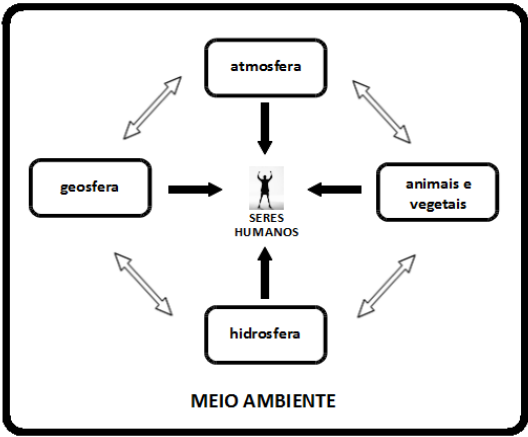 atmosfera
geosfera
SERES
HUMANOS
animais e
vegetais
hidrosfera
MEIO AMBIENTE